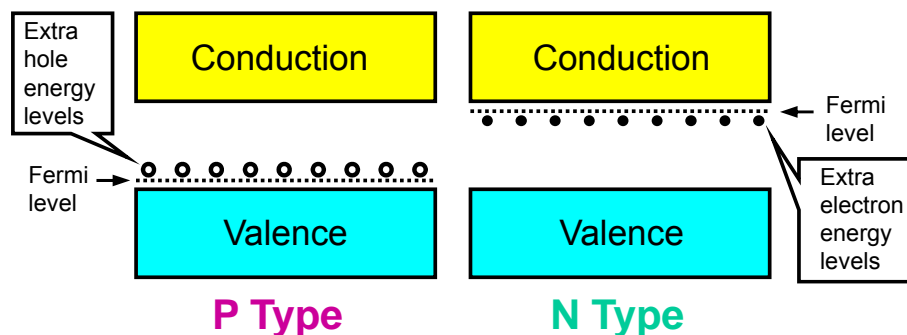 Extra
hole
energy
levels
Conduction
Conduction
Fermi
level
Fermi
level
Valence
Valence
Extra
electron
energy
levels
P Type
N Type